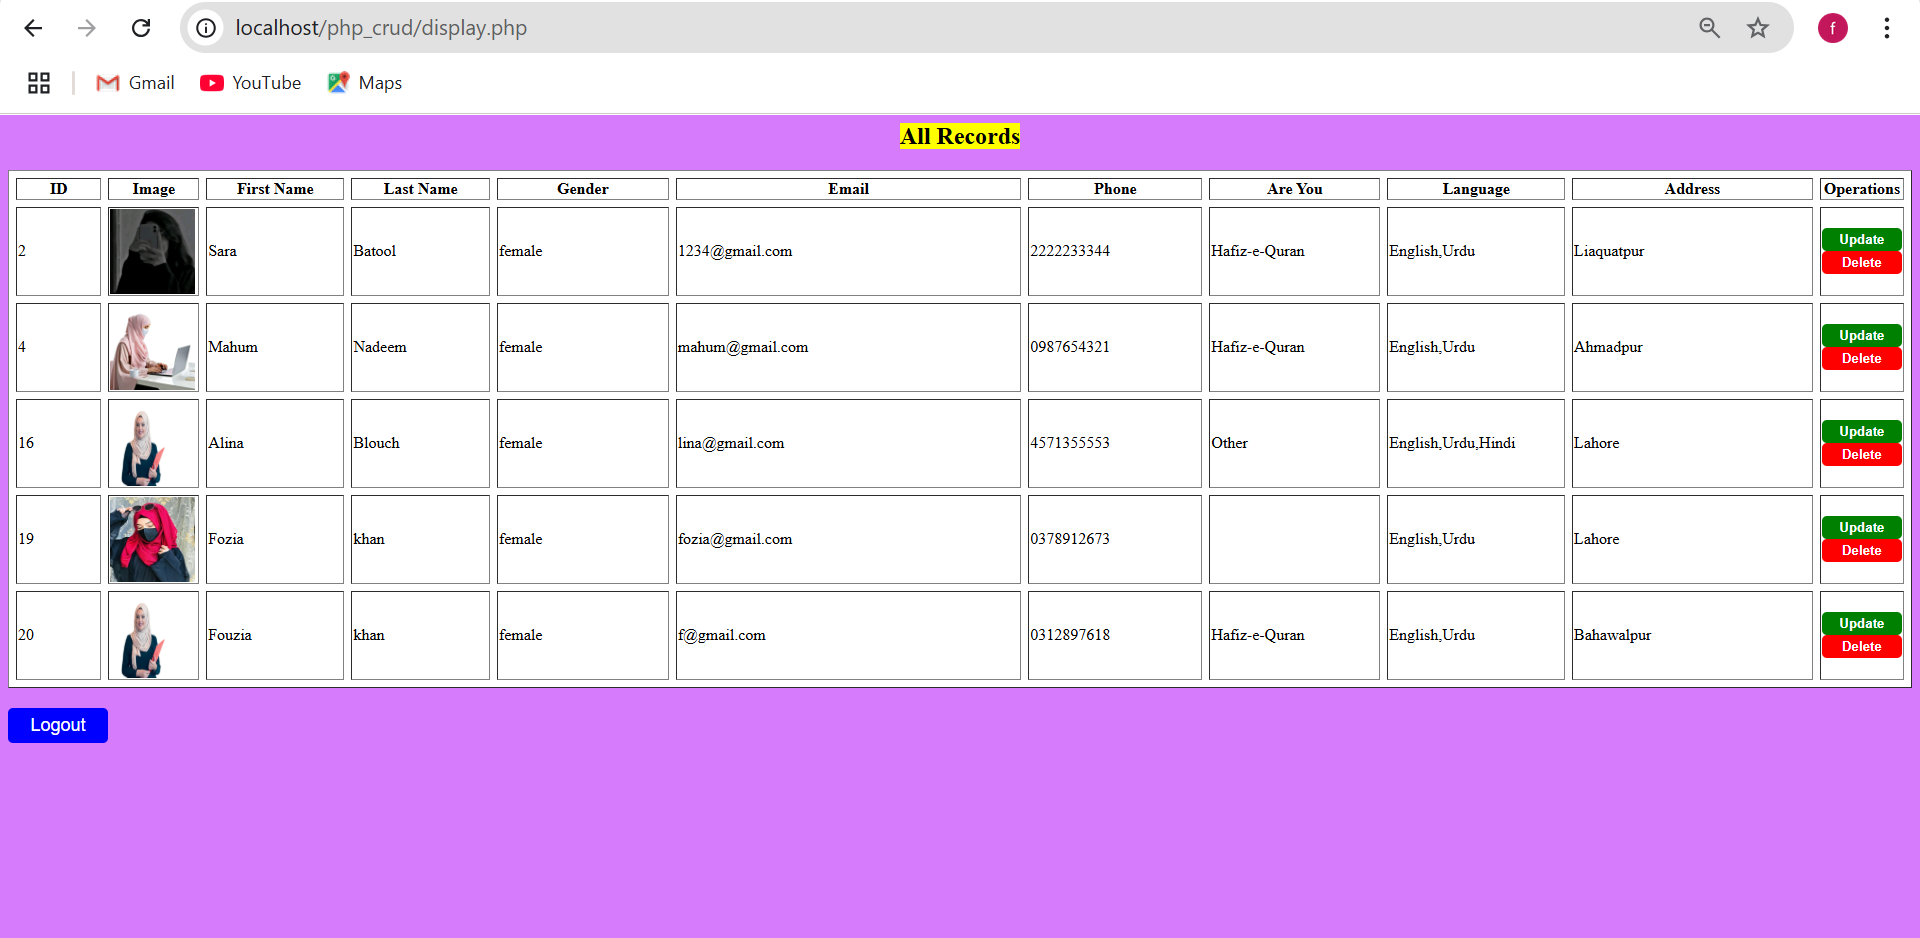 localhost/php_crud/display.php
f
Gmail YouTube Maps
All Records
ID Image First Name Last Name Gender Email Phone Are You Language Address Operations
2 Sara Batool female 1234@gmail.com 2222233344 Hafiz-e-Quran English,Urdu Liaquatpur Update
Delete
4 Mahum Nadeem female mahum@gmail.com 0987654321 Hafiz-e-Quran English,Urdu Ahmadpur Update
Delete
16 Alina Blouch female lina@gmail.com 4571355553 Other English,Urdu,Hindi Lahore Update
Delete
19 Fozia khan female fozia@gmail.com 0378912673 English,Urdu Lahore Update
Delete
20 Fouzia khan female f@gmail.com 0312897618 Hafiz-e-Quran English,Urdu Bahawalpur Update
Delete
Logout